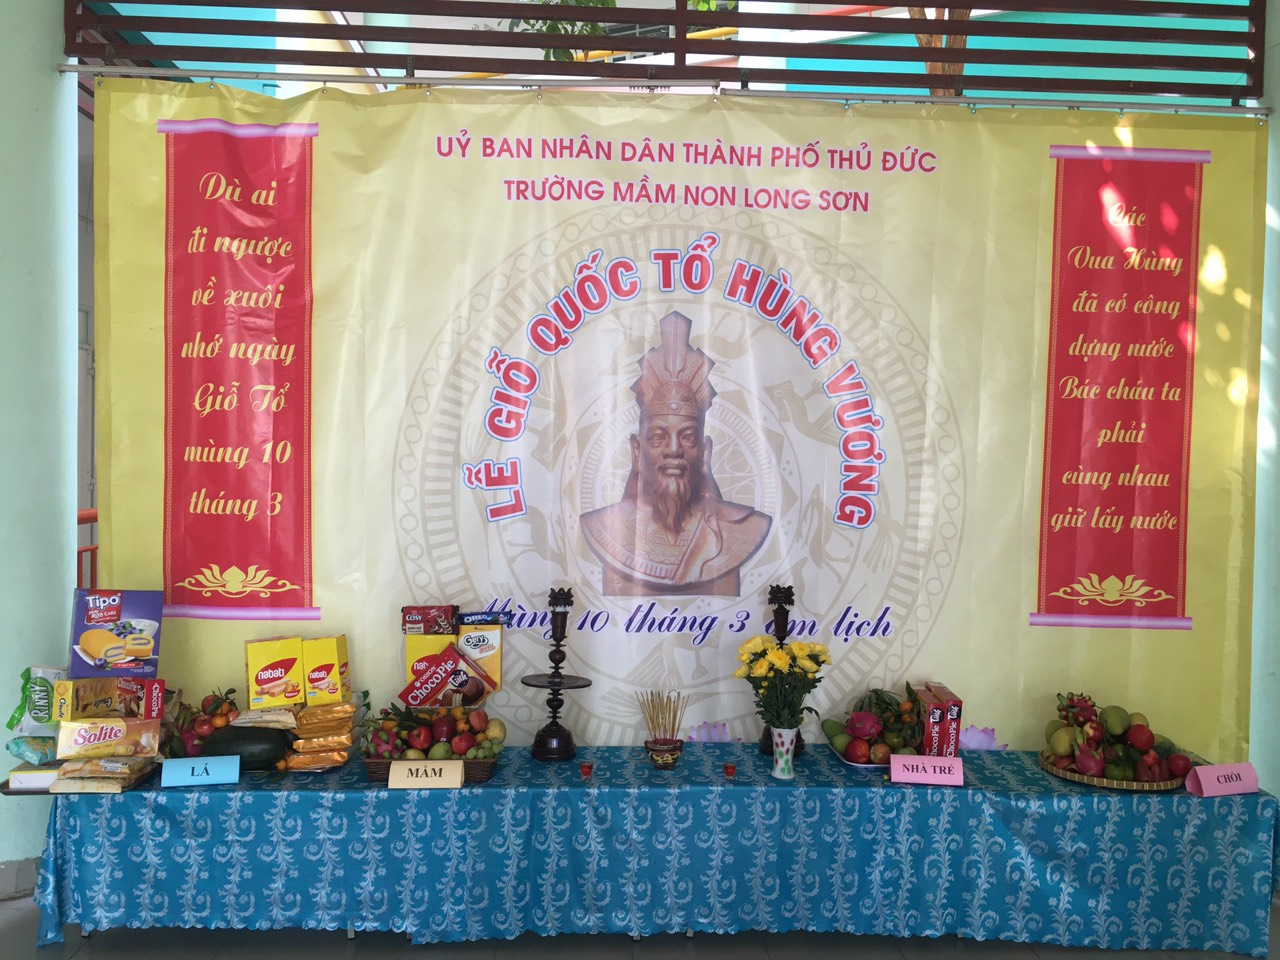 UỶ BAN NHÂN DÂN THÀNH PHỐ THỦ ĐỨC
TRƯỜNG MẦM NON LONG SƠN
LỄ GIỖ QUỐC TỔ HÙNG VƯƠNG
Mùng 10 tháng 3 âm lịch
Dù ai
đi ngược
về xuôi
nhớ ngày
Giỗ Tổ
mùng 10
tháng 3
Các
Vua Hùng
đã có công
dựng nước
Bác cháu ta
phải
cùng nhau
giữ lấy nước
Tipo
Solite
ChocoPie
nabati
nabati
COSY
OREO
Gery
ORION
ChocoPie
LÁ
MẦM
NHÀ TRẺ
CHỒI